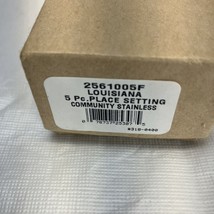 2561005F
LOUISIANA
5 Pc. PLACE SETTING
COMMUNITY STAINLESS